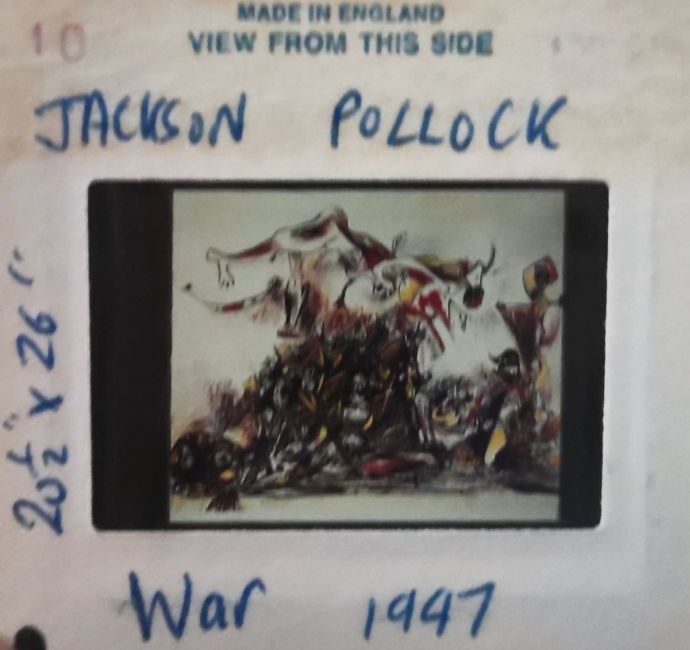 MADE IN ENGLAND
10
VIEW FROM THIS SIDE
JACKSON POLLOCK
20½" x 26"
War 1947